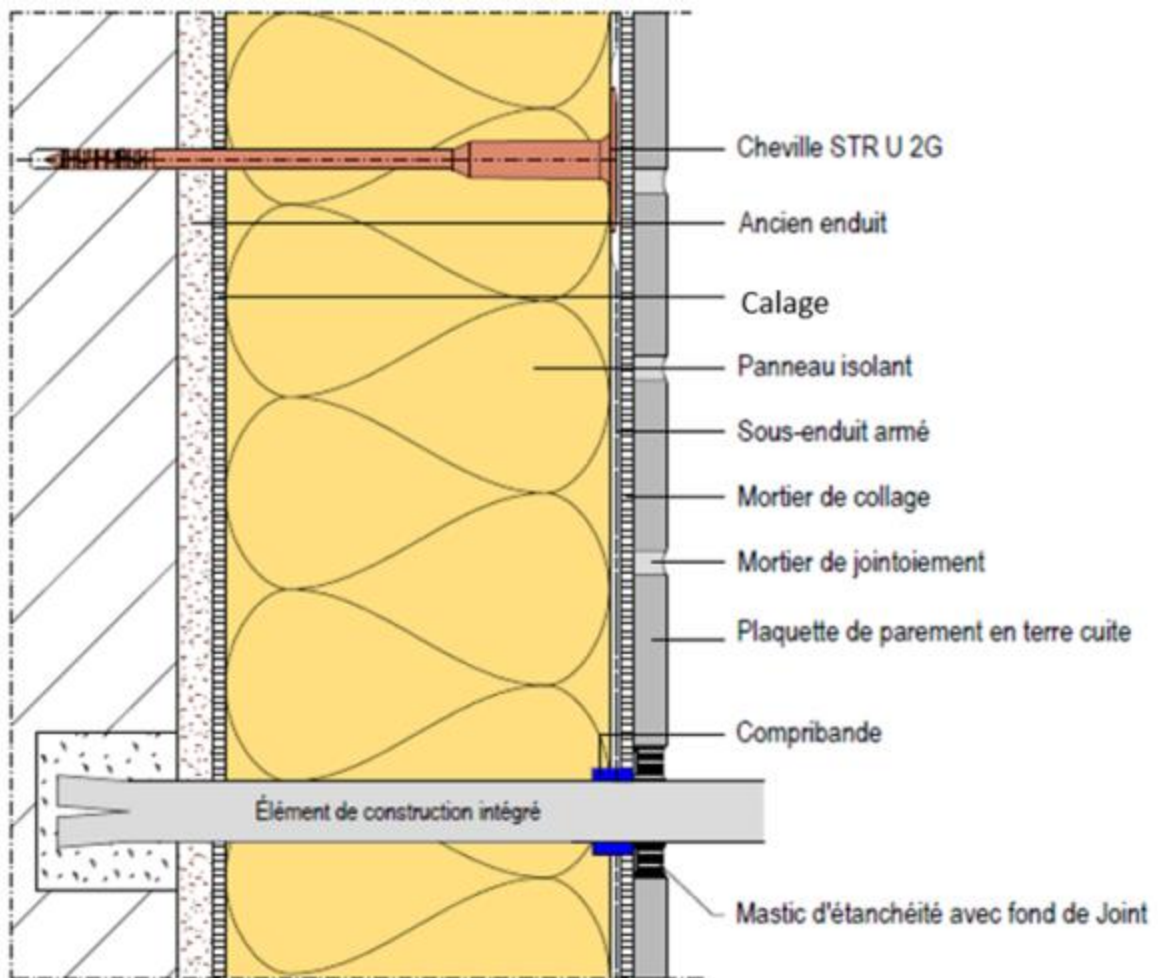 Cheville STR U 2G
Ancien enduit
Calage
Panneau isolant
Sous-enduit armé
Mortier de collage
Mortier de jointoiement
Plaquette de parement en terre cuite
Compribande
Élément de construction intégré
Mastic d'étanchéité avec fond de Joint